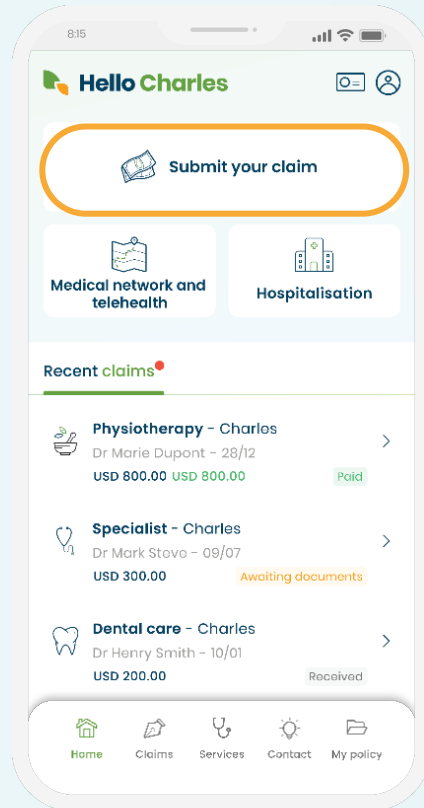 8:15
Hello Charles
Submit your claim
Medical network and
telehealth
Hospitalisation
Recent claims
Physiotherapy - Charles
Dr Marie Dupont - 28/12
USD 800.00 USD 800.00 Paid
Specialist - Charles
Dr Mark Steve - 09/07
USD 300.00 Awaiting documents
Dental care - Charles
Dr Henry Smith - 10/01
USD 200.00 Received
Home Claims Services Contact My policy